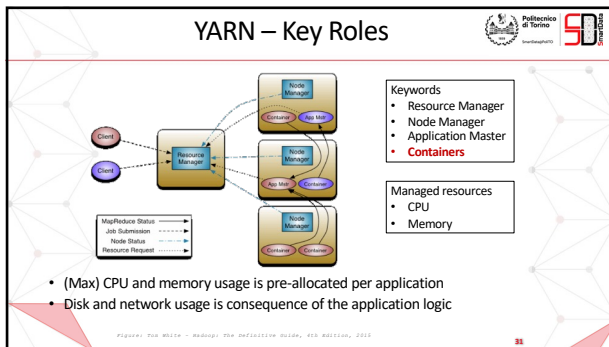 YARN – Key Roles
Politecnico
di Torino
SmartData@PoliTO
SmartData
Node
Manager
Container
App Mstr
Client
Resource
Manager
Node
Manager
Client
App Mstr
Container
Node
Manager
MapReduce Status
Job Submission
Node Status
Resource Request
Container
Container
Keywords
• Resource Manager
• Node Manager
• Application Master
• Containers
Managed resources
• CPU
• Memory
• (Max) CPU and memory usage is pre-allocated per application
• Disk and network usage is consequence of the application logic
Figure: Tom White - Hadoop: The Definitive Guide, 4th Edition, 2015
31